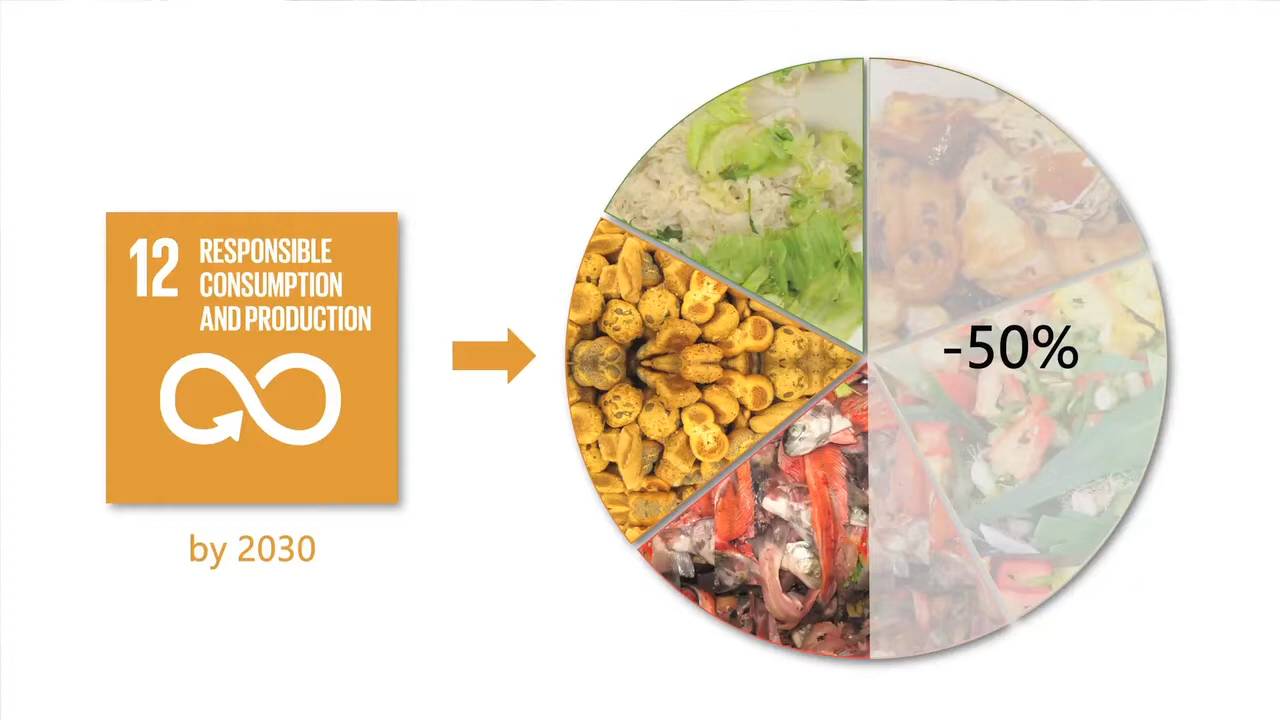 12
RESPONSIBLE
CONSUMPTION
AND PRODUCTION
by 2030
-50%